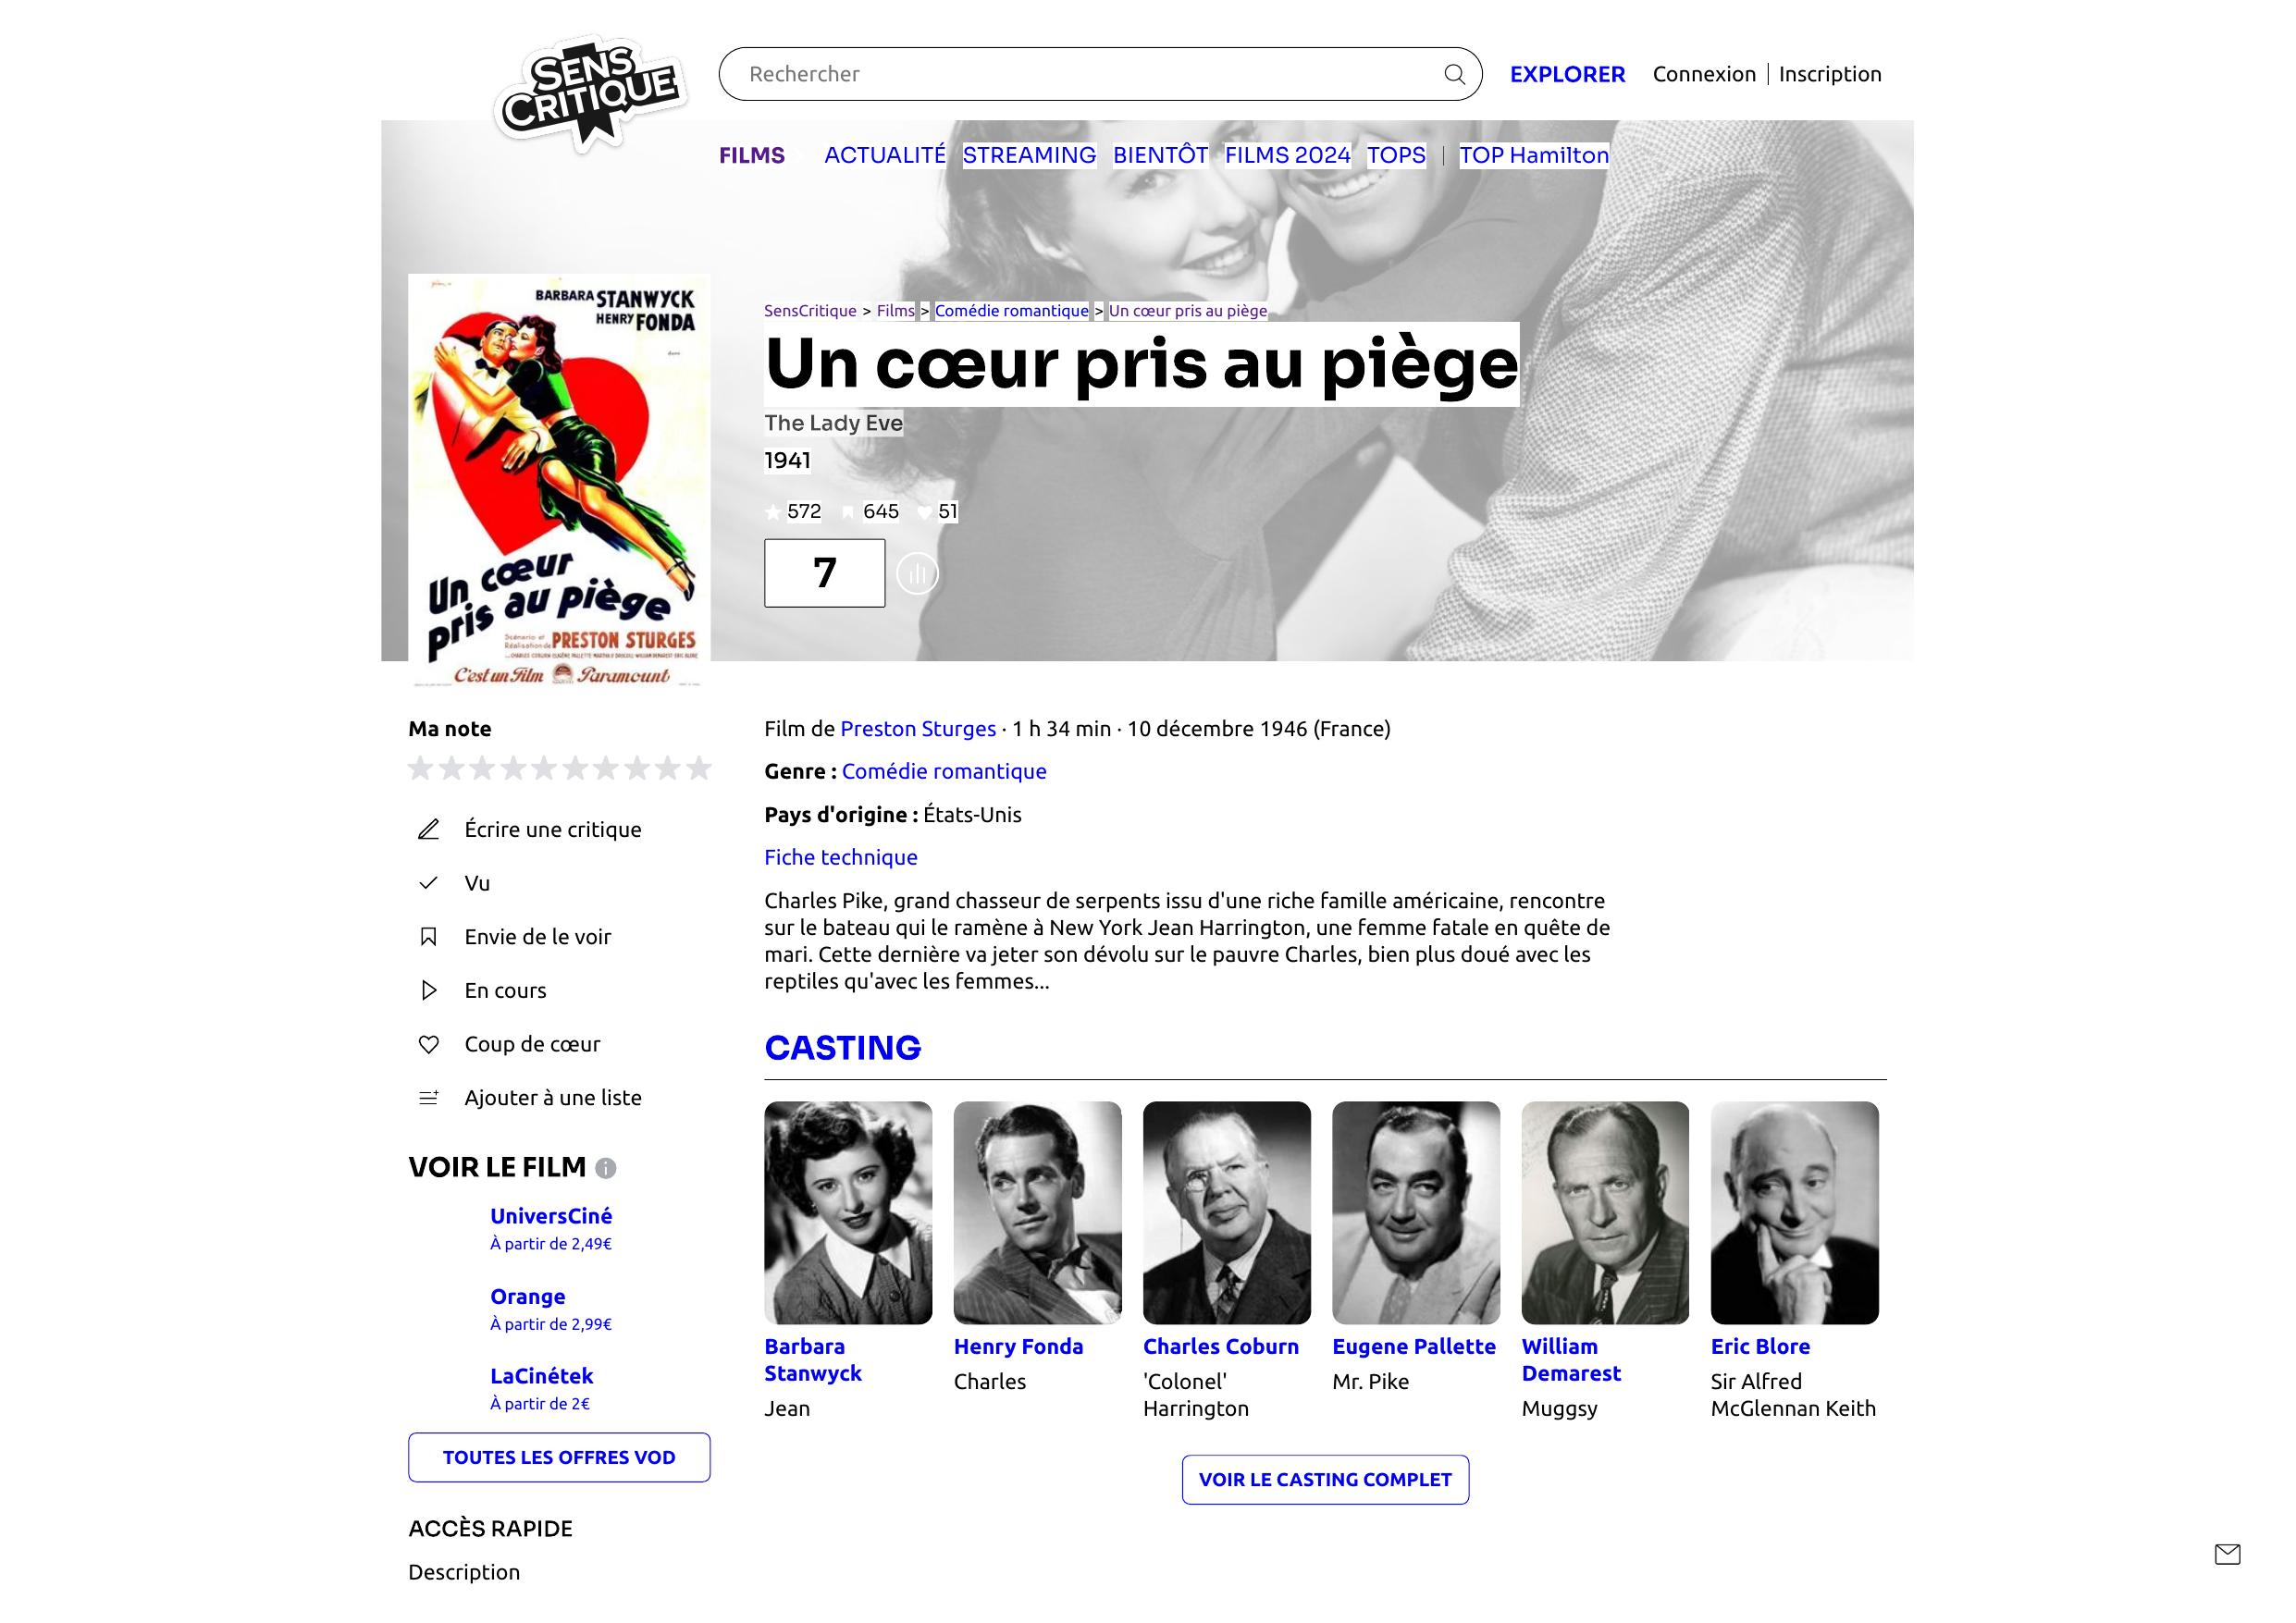 SENS
CRITIQUE
Rechercher
EXPLORER
Connexion
Inscription
FILMS
ACTUALITÉ
STREAMING
BIENTÔT
FILMS 2024
TOPS
TOP Hamilton
BARBARA STANWYCK
HENRY FONDA
Un cœur
pris au piège
Scénario et
Réalisation de PRESTON STURGES
C'est un Film Paramount
SensCritique > Films > Comédie romantique > Un cœur pris au piège
Un cœur pris au piège
The Lady Eve
1941
572 645 51
7
Ma note
Écrire une critique
Vu
Envie de le voir
En cours
Coup de cœur
Ajouter à une liste
VOIR LE FILM
UniversCiné
À partir de 2,49€
Orange
À partir de 2,99€
LaCinétek
À partir de 2€
TOUTES LES OFFRES VOD
ACCÈS RAPIDE
Description
Film de Preston Sturges · 1 h 34 min · 10 décembre 1946 (France)
Genre : Comédie romantique
Pays d'origine : États-Unis
Fiche technique
Charles Pike, grand chasseur de serpents issu d'une riche famille américaine, rencontre
sur le bateau qui le ramène à New York Jean Harrington, une femme fatale en quête de
mari. Cette dernière va jeter son dévolu sur le pauvre Charles, bien plus doué avec les
reptiles qu'avec les femmes...
CASTING
Barbara
Stanwyck
Jean
Henry Fonda
Charles
Charles Coburn
'Colonel'
Harrington
Eugene Pallette
Mr. Pike
William
Demarest
Muggsy
Eric Blore
Sir Alfred
McGlennan Keith
VOIR LE CASTING COMPLET